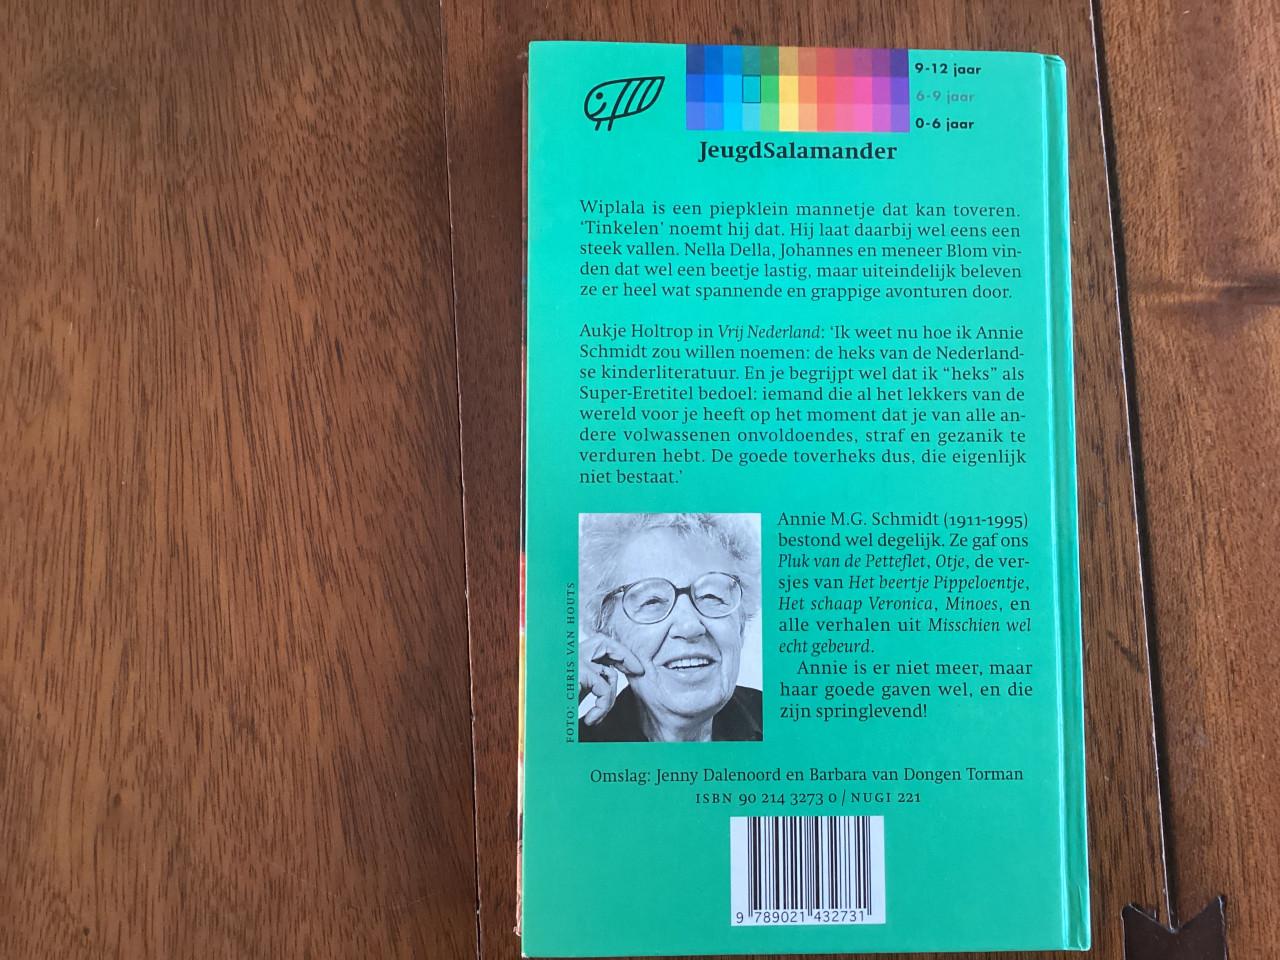 9-12 jaar
6-9 jaar
0-6 jaar
JeugdSalamander
Wiplala is een piepklein mannetje dat kan toveren.
‘Tinkelen’ noemt hij dat. Hij laat daarbij wel eens een
steek vallen. Nella Della, Johannes en meneer Blom vin-
den dat wel een beetje lastig, maar uiteindelijk beleven
ze er heel wat spannende en grappige avonturen door.
Aukje Holtrop in Vrij Nederland: ‘Ik weet nu hoe ik Annie
Schmidt zou willen noemen: de heks van de Nederland-
se kinderliteratuur. En je begrijpt wel dat ik “heks” als
Super-Eretitel bedoel: iemand die al het lekkers van de
wereld voor je heeft op het moment dat je van alle an-
dere volwassenen onvoldoendes, straf en gezanik te
verduren hebt. De goede toverheks dus, die eigenlijk
niet bestaat.’
FOTO: CHRIS VAN HOUTS
Annie M.G. Schmidt (1911-1995)
bestond wel degelijk. Ze gaf ons
Pluk van de Petteflet, Otje, de ver-
sjes van Het beertje Pippeloentje,
Het schaap Veronica, Minoes, en
alle verhalen uit Misschien wel
echt gebeurd.
Annie is er niet meer, maar
haar goede gaven wel, en die
zijn springlevend!
Omslag: Jenny Dalenoord en Barbara van Dongen Torman
ISBN 90 214 3273 0 / NUGI 221
9 789021 432731